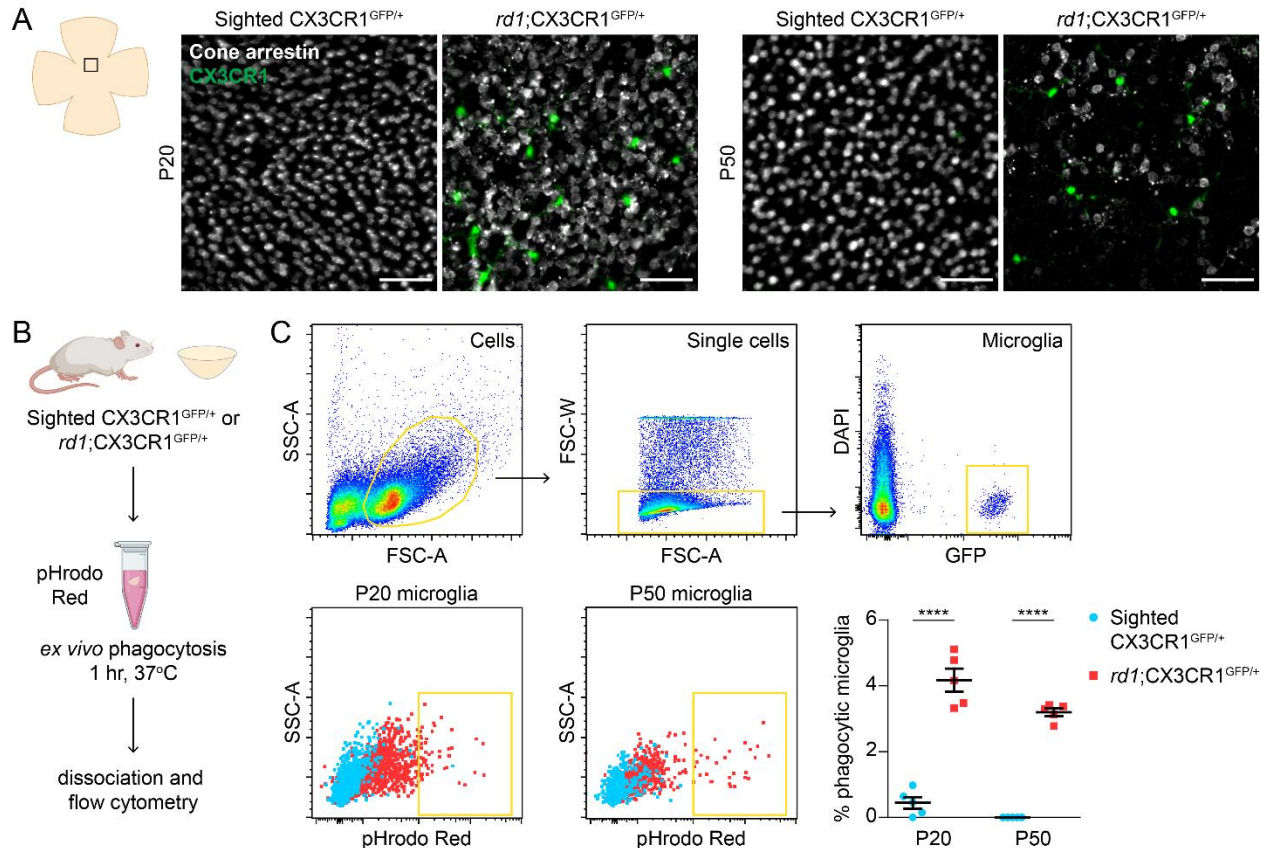 A
Sighted CX3CR1GFP/+
rd1;CX3CR1GFP/+
Sighted CX3CR1GFP/+
rd1;CX3CR1GFP/+
Cone arrestin
CX3CR1
P20
P50
B
Sighted CX3CR1GFP/+ or
rd1;CX3CR1GFP/+
pHrodo
Red
ex vivo phagocytosis
1 hr, 37oC
dissociation and
flow cytometry
C
Cells
SSC-A
FSC-A
Single cells
FSC-W
FSC-A
Microglia
DAPI
GFP
P20 microglia
SSC-A
pHrodo Red
P50 microglia
SSC-A
pHrodo Red
% phagocytic microglia
6
4
2
0
****
****
P20
P50
Sighted
CX3CR1GFP/+
rd1;CX3CR1GFP/+